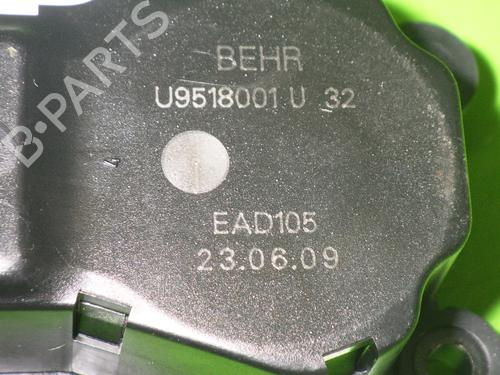 BEHR
U9518001 U 32
EAD105
23.06.09
B-PARTS